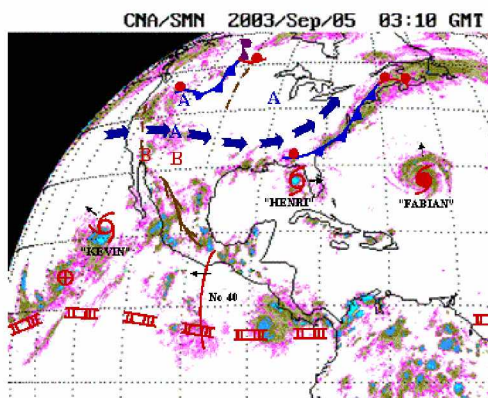 CNA/SMN 2003/Sep/05 03:10 GMT
A
A
A
B
B
"HENRI"
"FABIAN"
"KEVIN"
No 40